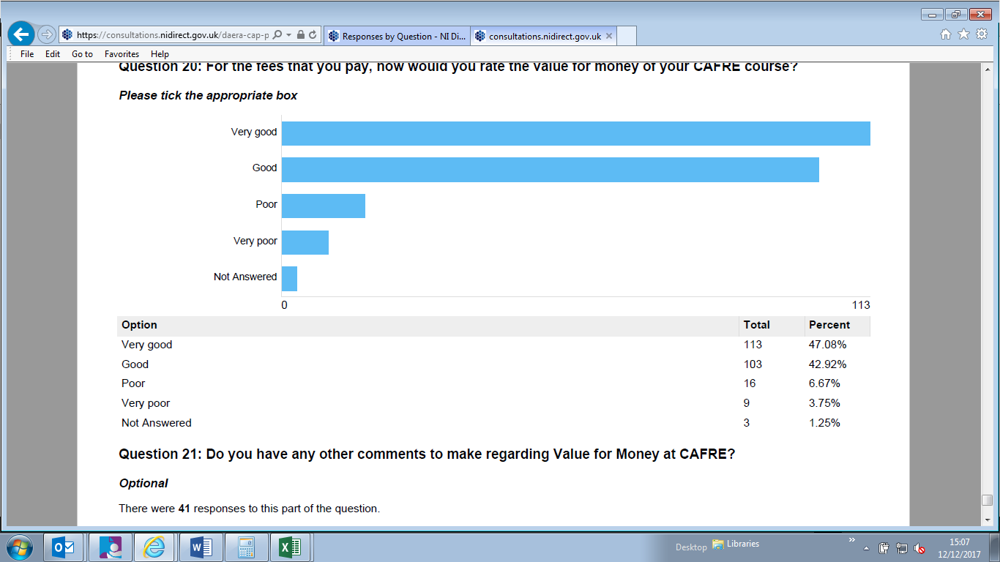 https://consultations.nidirect.gov.uk/daera-cap-p
Responses by Question - NI Di...
consultations.nidirect.gov.uk
File Edit Go to Favorites Help
Question 20: For the fees that you pay, how would you rate the value for money of your CAFRE course?
Please tick the appropriate box
Very good
Good
Poor
Very poor
Not Answered
0 113
Option Total Percent
Very good 113 47.08%
Good 103 42.92%
Poor 16 6.67%
Very poor 9 3.75%
Not Answered 3 1.25%
Question 21: Do you have any other comments to make regarding Value for Money at CAFRE?
Optional
There were 41 responses to this part of the question.
Desktop Libraries
15:07
12/12/2017